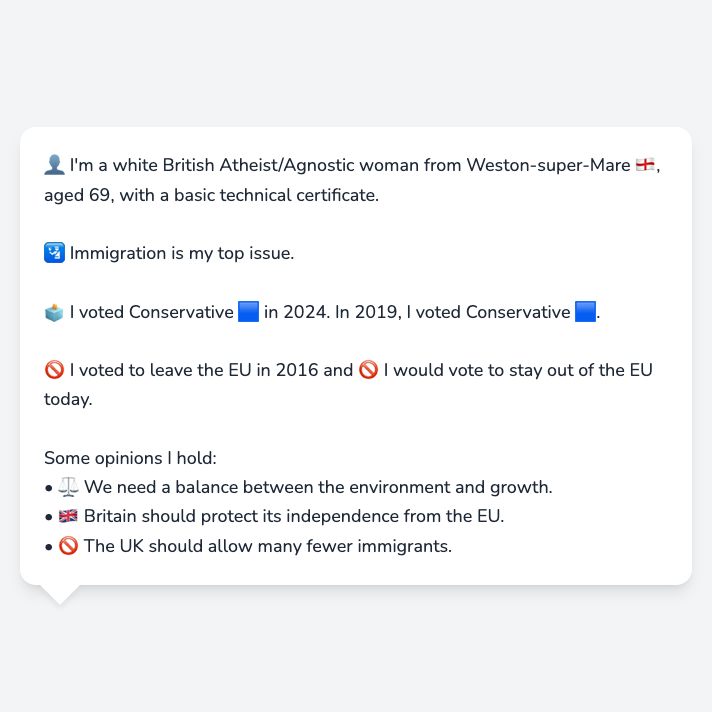 👤 I'm a white British Atheist/Agnostic woman from Weston-super-Mare 🏴󠁧󠁢󠁥󠁮󠁧󠁿,
aged 69, with a basic technical certificate.
🛂 Immigration is my top issue.
🗳️ I voted Conservative 🟦 in 2024. In 2019, I voted Conservative 🟦.
🚫 I voted to leave the EU in 2016 and 🚫 I would vote to stay out of the EU
today.
Some opinions I hold:
• ⚖️ We need a balance between the environment and growth.
• 🇬🇧 Britain should protect its independence from the EU.
• 🚫 The UK should allow many fewer immigrants.